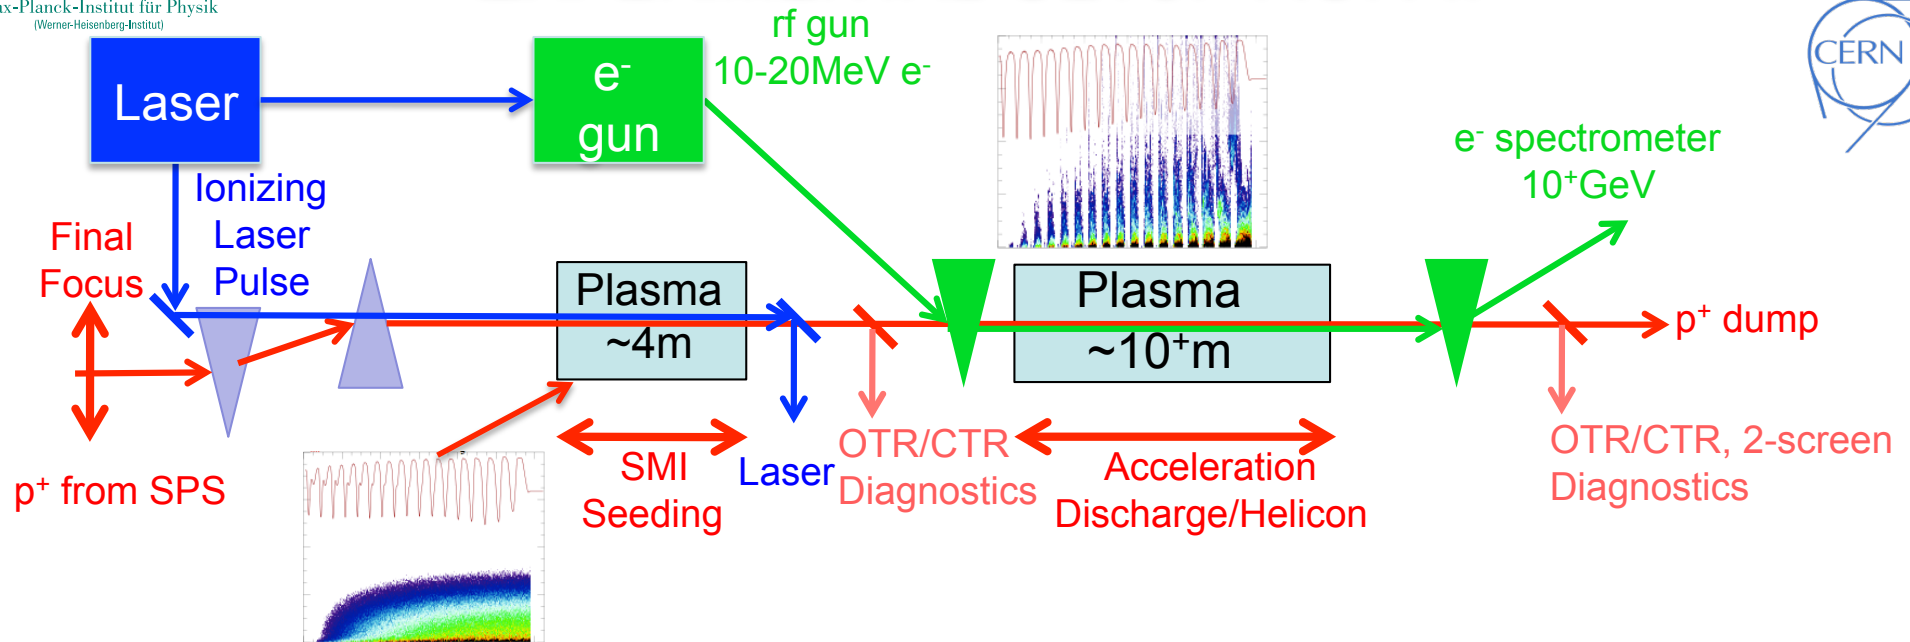 Max-Planck-Institut für Physik
(Werner-Heisenberg-Institut)
CERN
Laser
e⁻
gun
rf gun
10-20MeV e⁻
e⁻ spectrometer
10⁺GeV
Ionizing
Laser
Pulse
Final
Focus
Plasma
~4m
Plasma
~10⁺m
p⁺ dump
p⁺ from SPS
SMI
Seeding
Laser
OTR/CTR
Diagnostics
Acceleration
Discharge/Helicon
OTR/CTR, 2-screen
Diagnostics